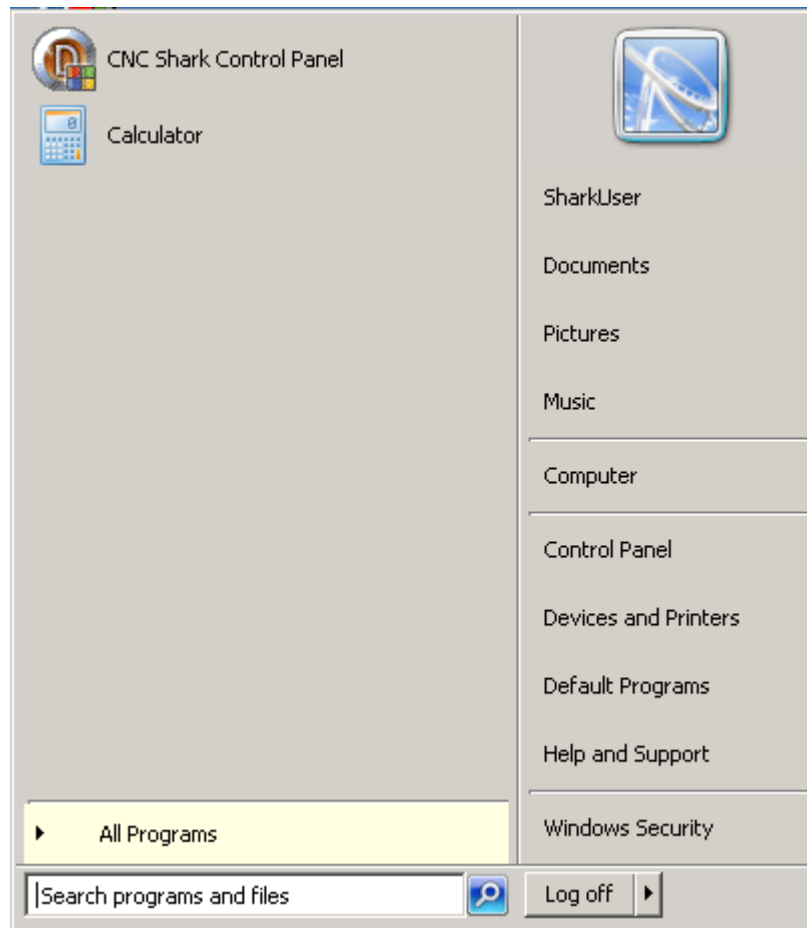 CNC Shark Control Panel
Calculator
All Programs
Search programs and files
SharkUser
Documents
Pictures
Music
Computer
Control Panel
Devices and Printers
Default Programs
Help and Support
Windows Security
Log off